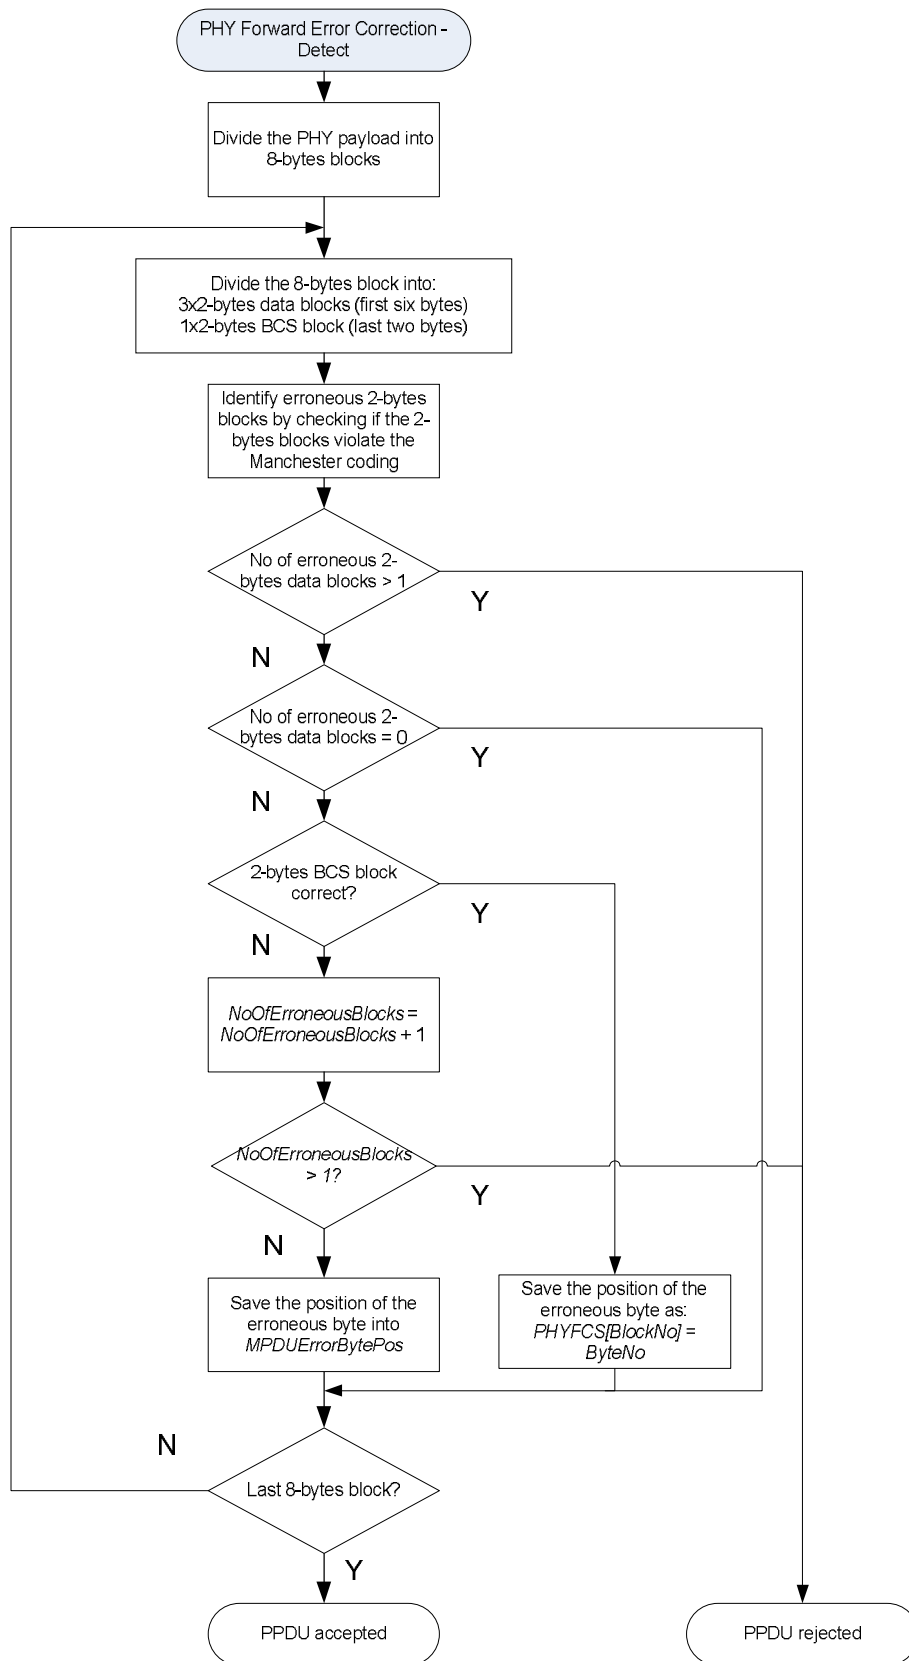 PHY Forward Error Correction -
Detect
Divide the PHY payload into
8-bytes blocks
Divide the 8-bytes block into:
3x2-bytes data blocks (first six bytes)
1x2-bytes BCS block (last two bytes)
Identify erroneous 2-bytes
blocks by checking if the 2-
bytes blocks violate the
Manchester coding
No of erroneous 2-
bytes data blocks > 1
Y
N
No of erroneous 2-
bytes data blocks = 0
Y
N
2-bytes BCS block
correct?
Y
N
NoOfErroneousBlocks =
NoOfErroneousBlocks + 1
NoOfErroneousBlocks
> 1?
Y
N
Save the position of the
erroneous byte into
MPDUErrorBytePos
Save the position of the
erroneous byte as:
PHYFCS[BlockNo] =
ByteNo
N
Last 8-bytes block?
Y
PPDU accepted
PPDU rejected